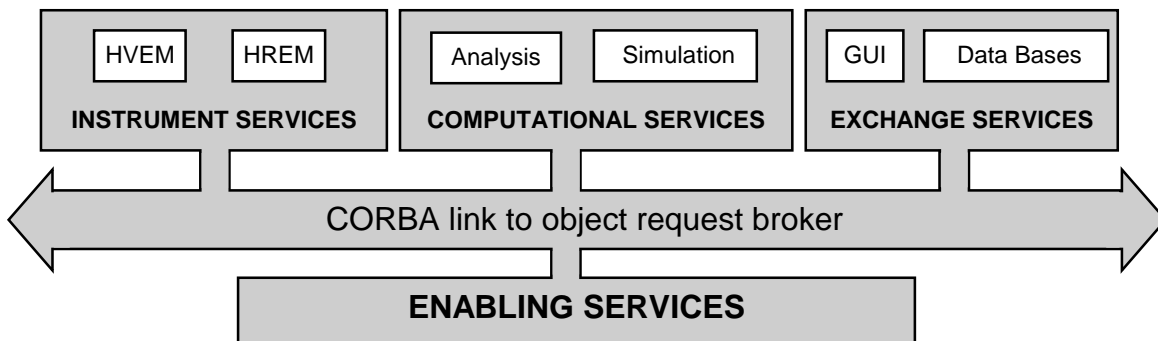 HVEM
HREM
INSTRUMENT SERVICES
Analysis
Simulation
COMPUTATIONAL SERVICES
GUI
Data Bases
EXCHANGE SERVICES
CORBA link to object request broker
ENABLING SERVICES